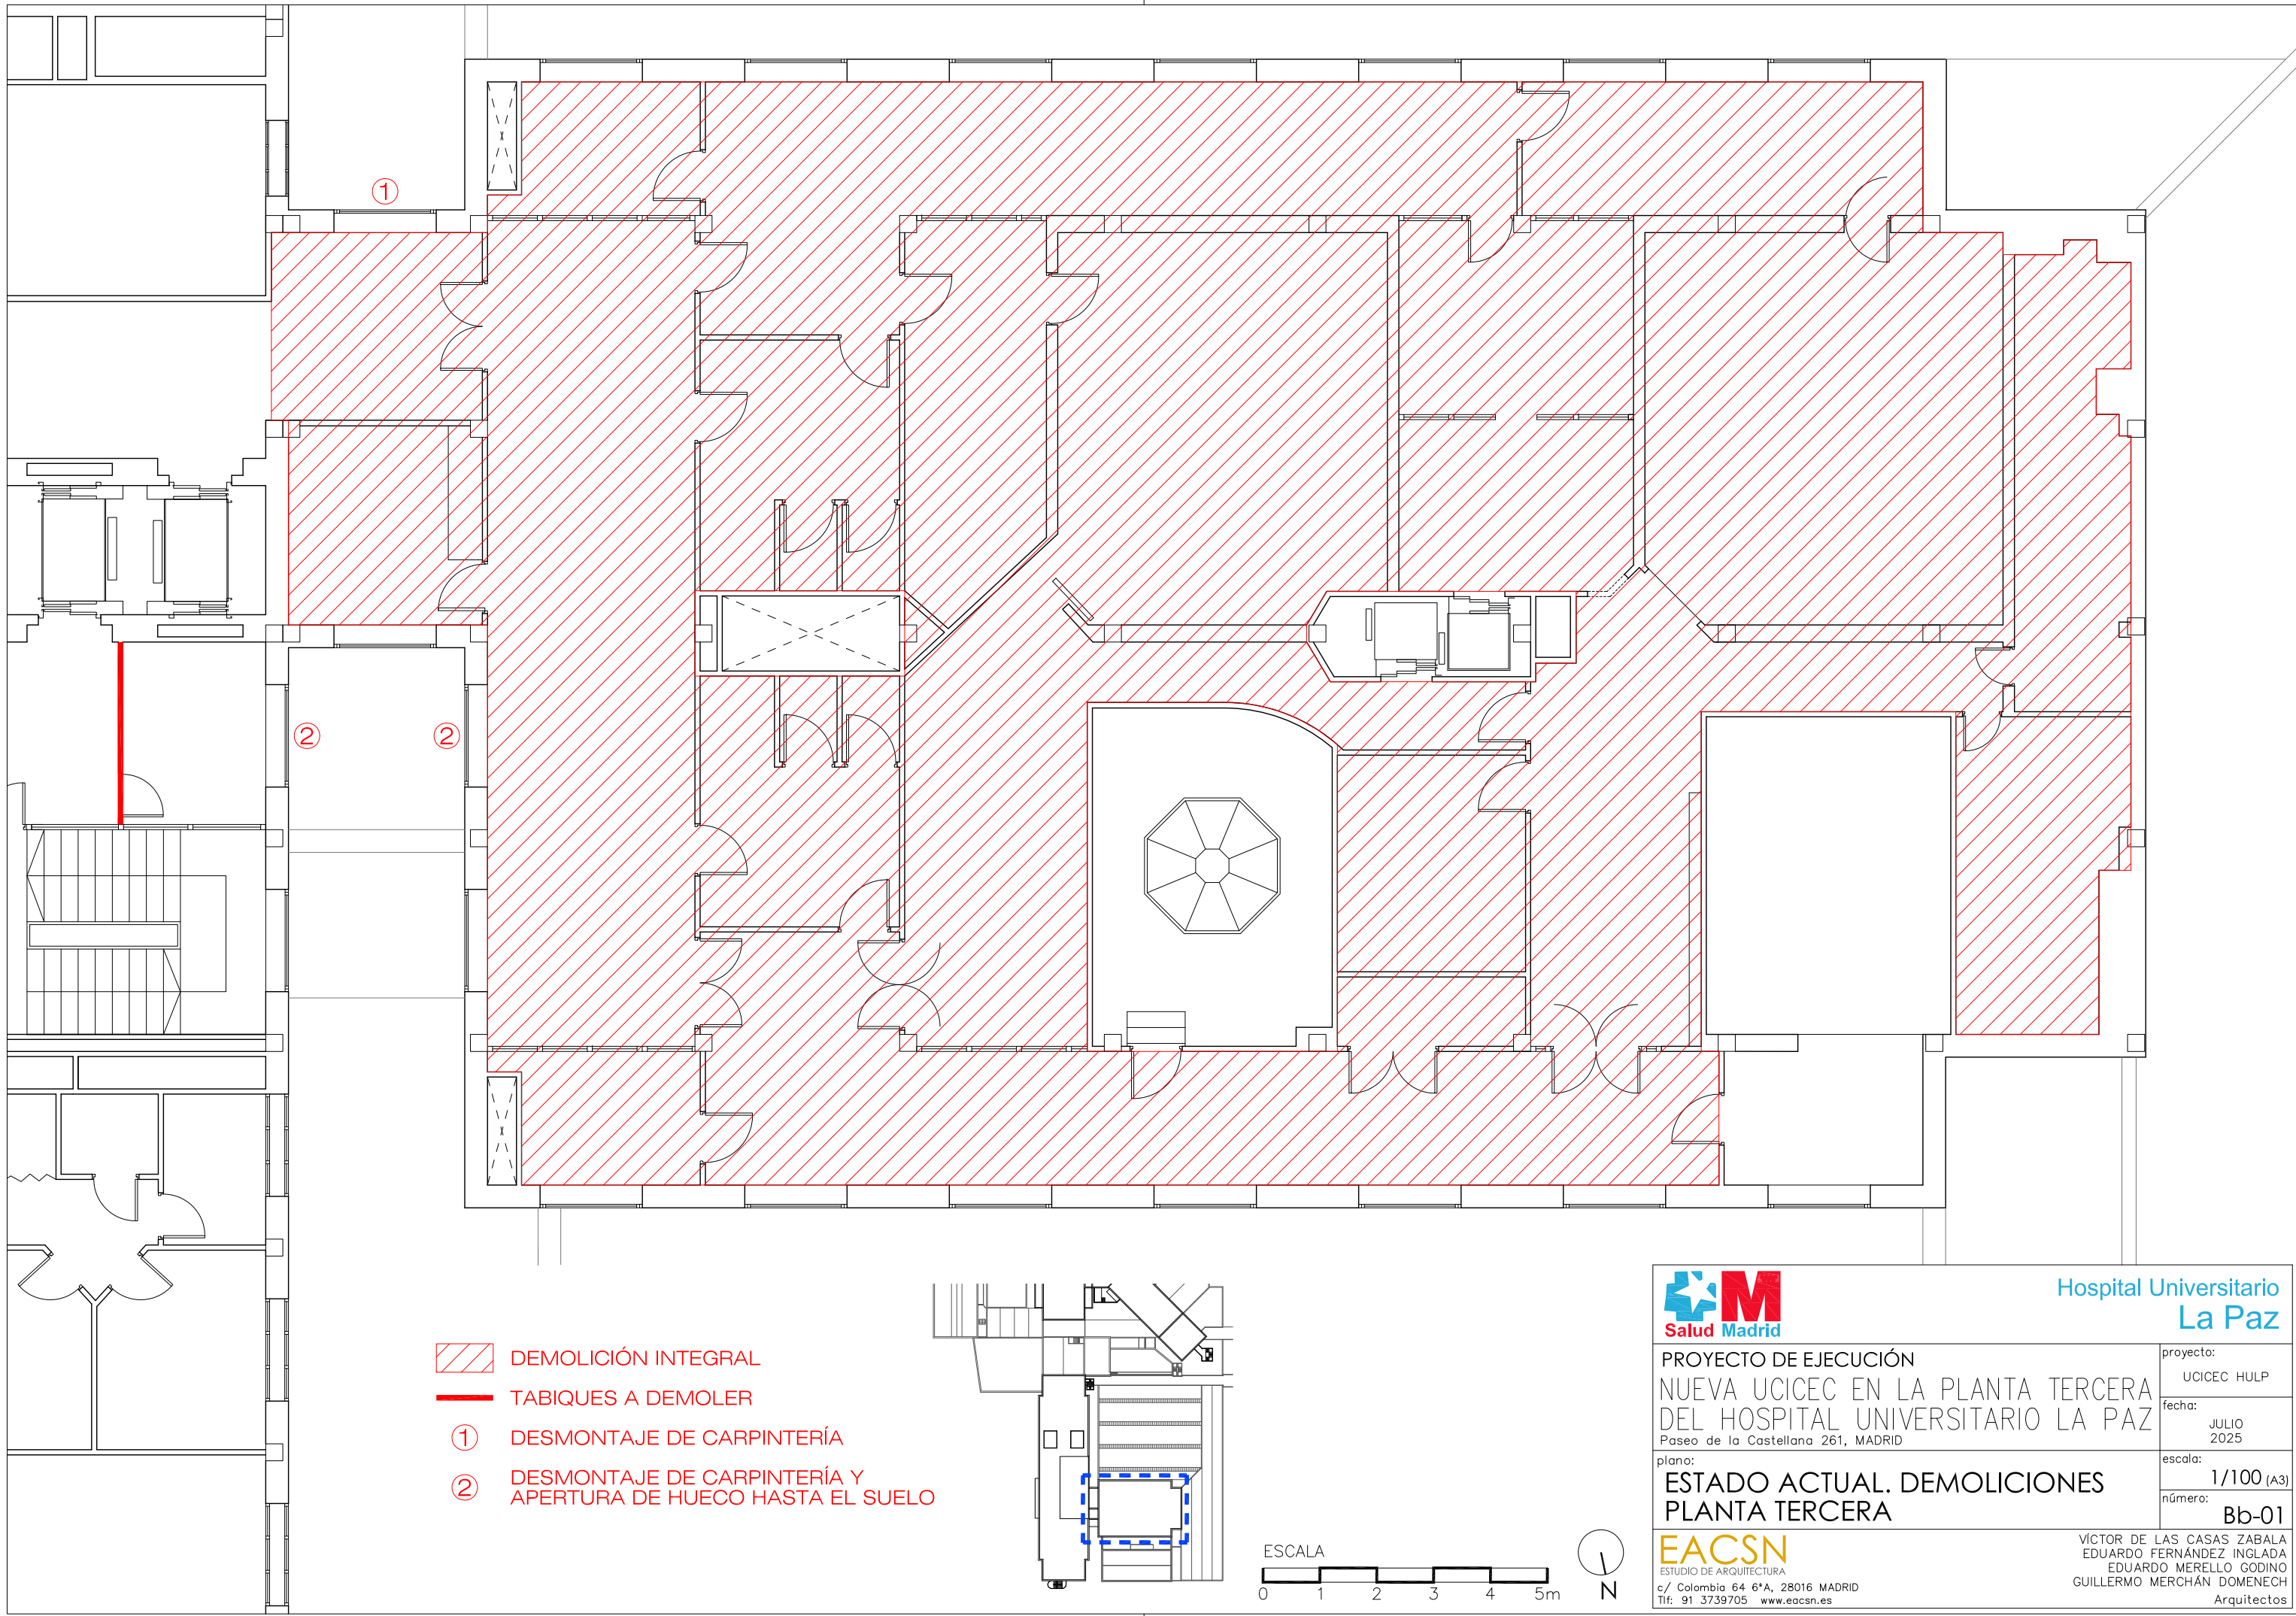 ①
②
②
DEMOLICIÓN INTEGRAL
TABIQUES A DEMOLER
① DESMONTAJE DE CARPINTERÍA
② DESMONTAJE DE CARPINTERÍA Y
APERTURA DE HUECO HASTA EL SUELO
ESCALA
0 1 2 3 4 5m
N
Salud Madrid
Hospital Universitario
La Paz
PROYECTO DE EJECUCIÓN
NUEVA UCICEC EN LA PLANTA TERCERA
DEL HOSPITAL UNIVERSITARIO LA PAZ
Paseo de la Castellana 261, MADRID
proyecto:
UCICEC HULP
fecha:
JULIO
2025
plano:
ESTADO ACTUAL. DEMOLICIONES
PLANTA TERCERA
escala:
1/100 (A3)
número:
Bb-01
EACSN
ESTUDIO DE ARQUITECTURA
c/ Colombia 64 6ºA, 28016 MADRID
Tlf: 91 3739705 www.eacsn.es
VÍCTOR DE LAS CASAS ZABALA
EDUARDO FERNÁNDEZ INGLADA
EDUARDO MERELLO GODINO
GUILLERMO MERCHÁN DOMENECH
Arquitectos